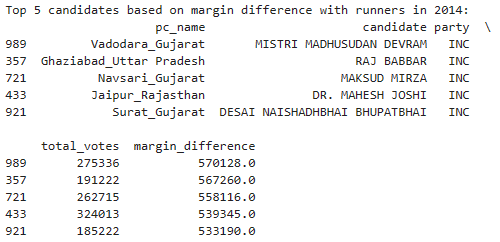 Top 5 candidates based on margin difference with runners in 2014:
pc_name candidate party \
989 Vadodara_Gujarat MISTRI MADHUSUDAN DEVRAM INC
357 Ghaziabad_Uttar Pradesh RAJ BABBAR INC
721 Navsari_Gujarat MAKSUD MIRZA INC
433 Jaipur_Rajasthan DR. MAHESH JOSHI INC
921 Surat_Gujarat DESAI NAISHADHBHAI BHUPATBHAI INC
total_votes margin_difference
989 275336 570128.0
357 191222 567260.0
721 262715 558116.0
433 324013 539345.0
921 185222 533190.0